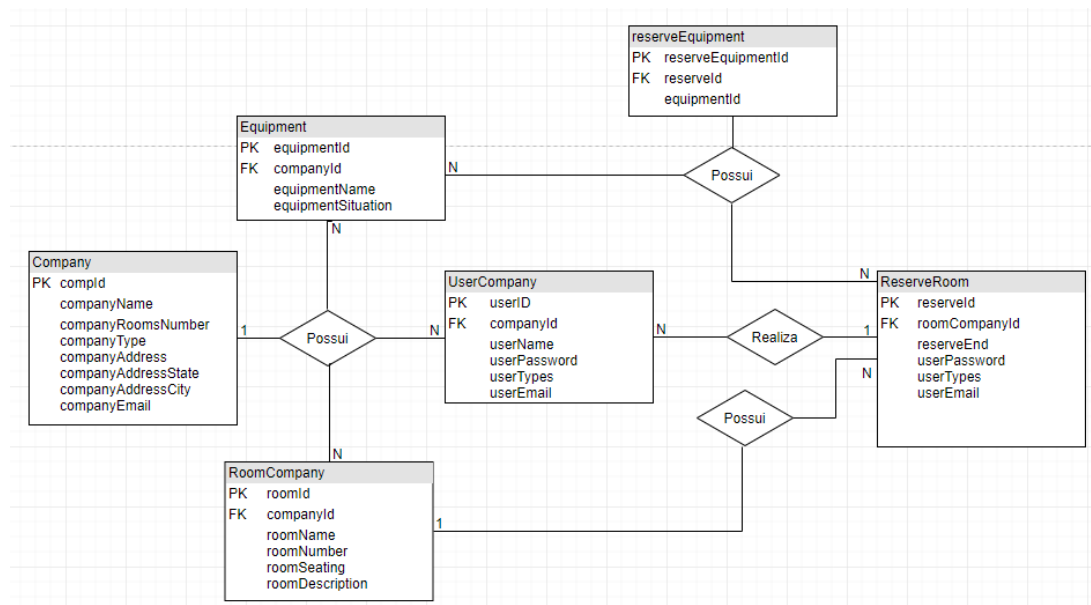 reserveEquipment
PK reserveEquipmentId
FK reserveId
equipmentId
Equipment
PK equipmentId
FK companyId
equipmentName
equipmentSituation
N
Possui
N
Company
PK compId
companyName
companyRoomsNumber
companyType
companyAddress
companyAddressState
companyAddressCity
companyEmail
1
Possui
N
UserCompany
PK userID
FK companyId
userName
userPassword
userTypes
userEmail
N
Realiza
1
N
ReserveRoom
PK reserveId
FK roomCompanyId
reserveEnd
userPassword
userTypes
userEmail
N
Possui
N
RoomCompany
PK roomId
FK companyId
roomName
roomNumber
roomSeating
roomDescription
1